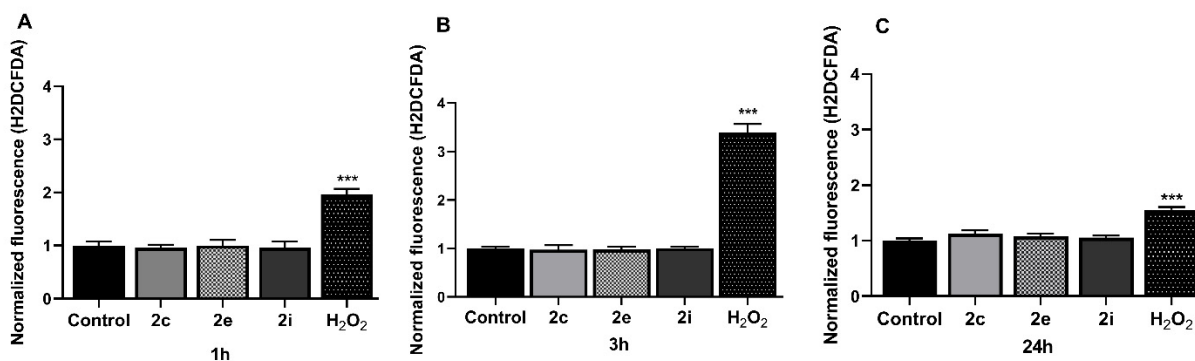 A
Normalized fluorescence (H2DCFDA)
4
3
2
1
0
***
Control 2c 2e 2i H₂O₂
1h
B
Normalized fluorescence (H2DCFDA)
4
3
2
1
0
***
Control 2c 2e 2i H₂O₂
3h
C
Normalized fluorescence (H2DCFDA)
4
3
2
1
0
***
Control 2c 2e 2i H₂O₂
24h